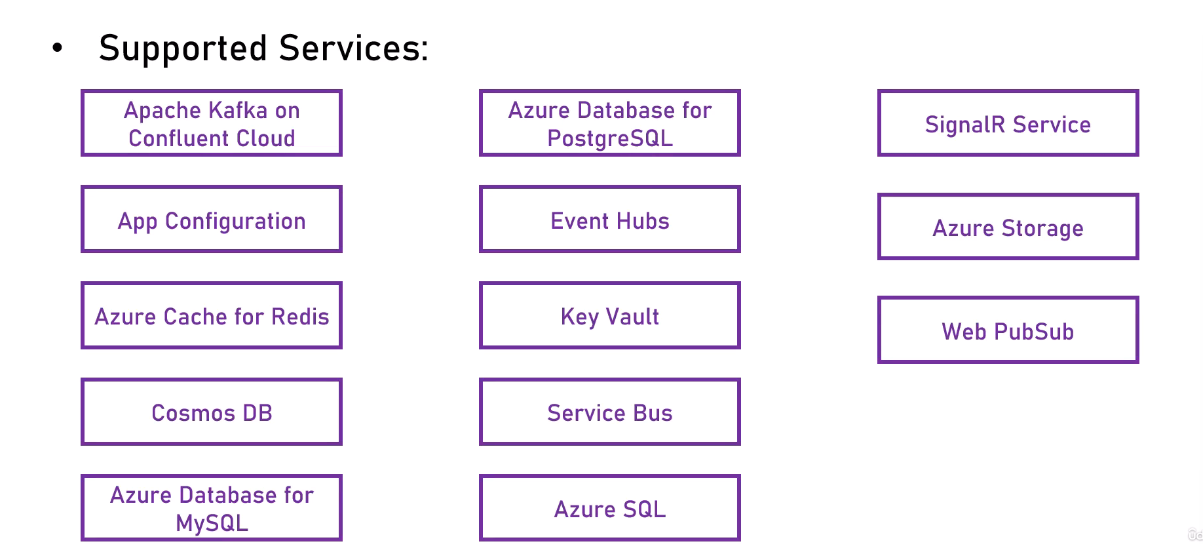 • Supported Services:
Apache Kafka on
Confluent Cloud
App Configuration
Azure Cache for Redis
Cosmos DB
Azure Database for
MySQL
Azure Database for
PostgreSQL
Event Hubs
Key Vault
Service Bus
Azure SQL
SignalR Service
Azure Storage
Web PubSub